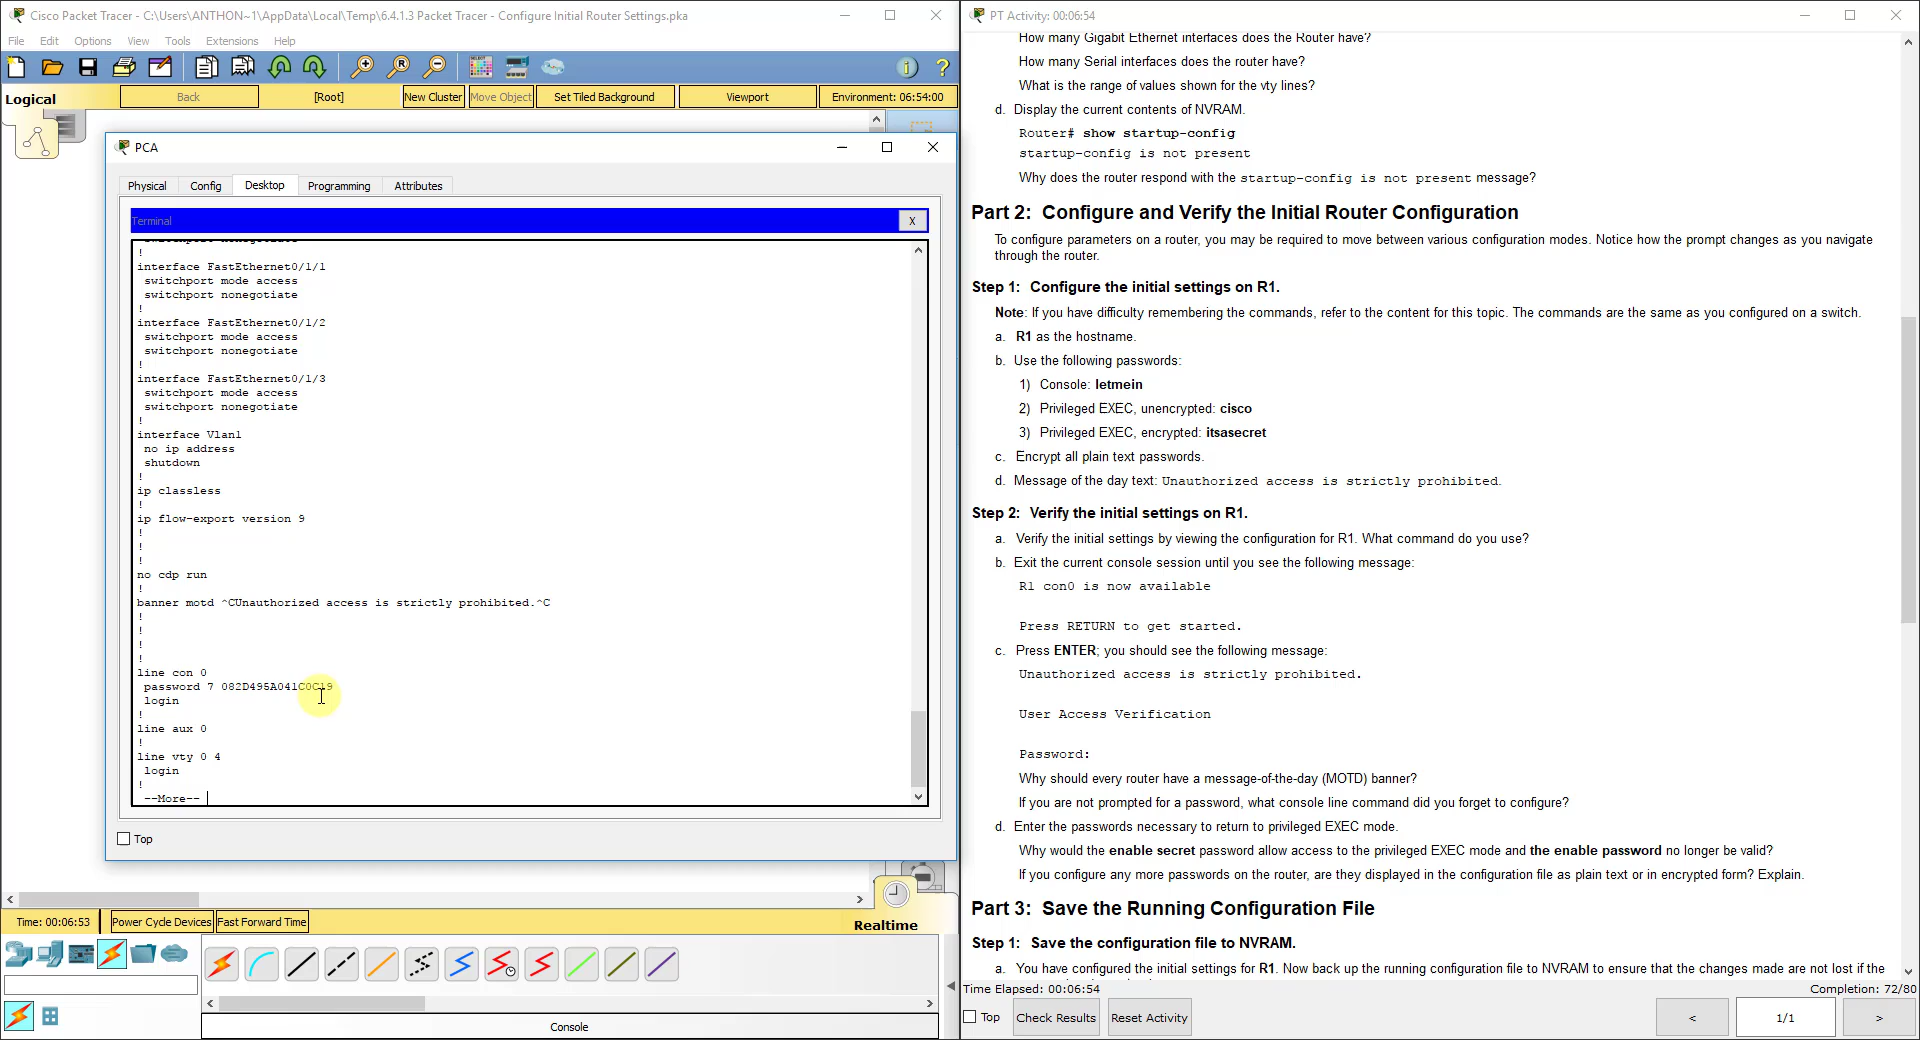 Cisco Packet Tracer - C:\Users\ANTHON~1\AppData\Local\Temp\6.4.1.3 Packet Tracer - Configure Initial Router Settings.pka
File Edit Options View Tools Extensions Help
Logical
Back
[Root]
New Cluster
Move Object
Set Tiled Background
Viewport
Environment: 06:54:00
PCA
Physical
Config
Desktop
Programming
Attributes
Terminal
X
switchport nonegotiate
!
interface FastEthernet0/1/1
switchport mode access
switchport nonegotiate
!
interface FastEthernet0/1/2
switchport mode access
switchport nonegotiate
!
interface FastEthernet0/1/3
switchport mode access
switchport nonegotiate
!
interface Vlan1
no ip address
shutdown
!
ip classless
!
ip flow-export version 9
!
!
!
no cdp run
!
banner motd ^CUnauthorized access is strictly prohibited.^C
!
!
!
!
line con 0
password 7 082D495A041C0C19
login
!
line aux 0
!
line vty 0 4
login
!
--More--
Top
Time: 00:06:53
Power Cycle Devices
Fast Forward Time
Realtime
Console
PT Activity: 00:06:54
How many Gigabit Ethernet interfaces does the Router have?
How many Serial interfaces does the router have?
What is the range of values shown for the vty lines?
d. Display the current contents of NVRAM.
Router# show startup-config
startup-config is not present
Why does the router respond with the startup-config is not present message?
Part 2: Configure and Verify the Initial Router Configuration
To configure parameters on a router, you may be required to move between various configuration modes. Notice how the prompt changes as you navigate
through the router.
Step 1: Configure the initial settings on R1.
Note: If you have difficulty remembering the commands, refer to the content for this topic. The commands are the same as you configured on a switch.
a. R1 as the hostname.
b. Use the following passwords:
1) Console: letmein
2) Privileged EXEC, unencrypted: cisco
3) Privileged EXEC, encrypted: itsasecret
c. Encrypt all plain text passwords.
d. Message of the day text: Unauthorized access is strictly prohibited.
Step 2: Verify the initial settings on R1.
a. Verify the initial settings by viewing the configuration for R1. What command do you use?
b. Exit the current console session until you see the following message:
R1 con0 is now available
Press RETURN to get started.
c. Press ENTER; you should see the following message:
Unauthorized access is strictly prohibited.
User Access Verification
Password:
Why should every router have a message-of-the-day (MOTD) banner?
If you are not prompted for a password, what console line command did you forget to configure?
d. Enter the passwords necessary to return to privileged EXEC mode.
Why would the enable secret password allow access to the privileged EXEC mode and the enable password no longer be valid?
If you configure any more passwords on the router, are they displayed in the configuration file as plain text or in encrypted form? Explain.
Part 3: Save the Running Configuration File
Step 1: Save the configuration file to NVRAM.
a. You have configured the initial settings for R1. Now back up the running configuration file to NVRAM to ensure that the changes made are not lost if the
Time Elapsed: 00:06:54
Completion: 72/80
Top
Check Results
Reset Activity
<
1/1
>